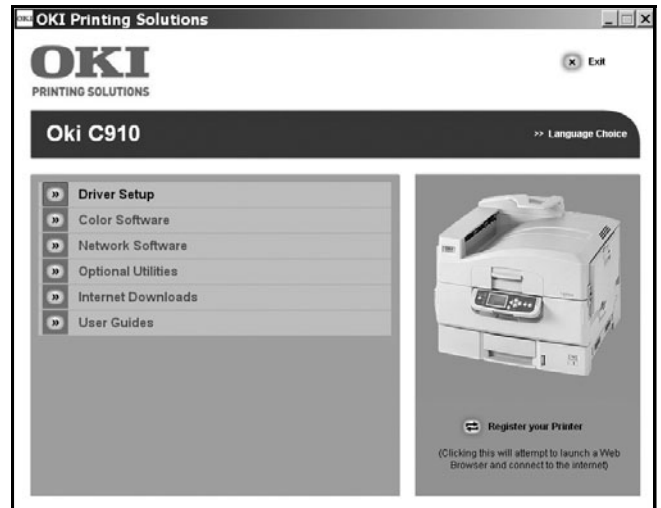 OKI Printing Solutions
OKI
PRINTING SOLUTIONS
Exit
Oki C910
>> Language Choice
Driver Setup
Color Software
Network Software
Optional Utilities
Internet Downloads
User Guides
Register your Printer
(Clicking this will attempt to launch a Web
Browser and connect to the internet)